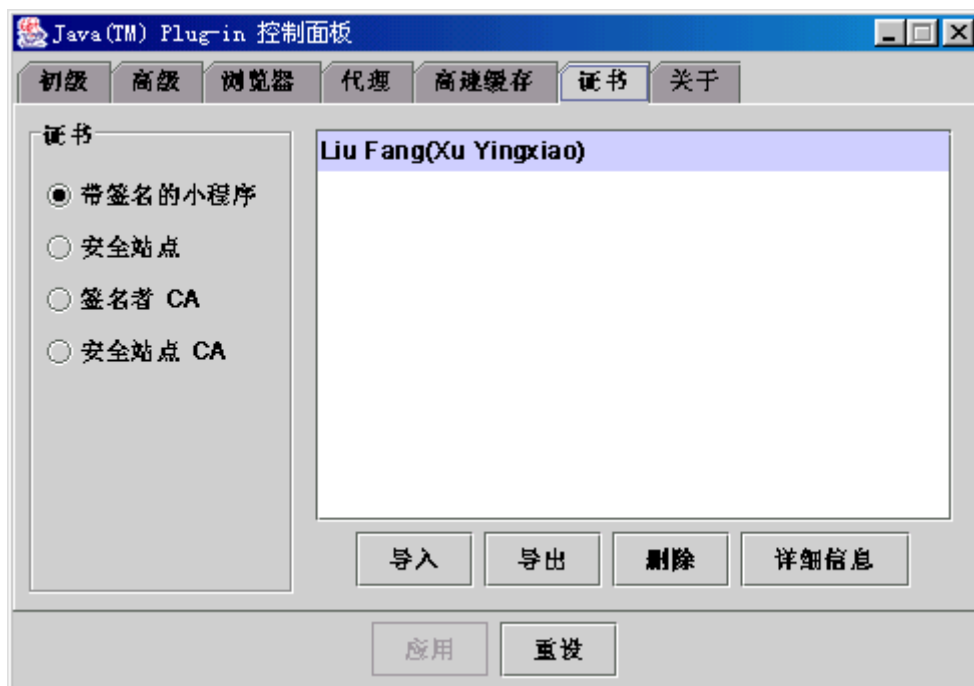 Java(TM) Plug-in 控制面板
初级 高级 浏览器 代理 高速缓存 证书 关于
证书
带签名的小程序
安全站点
签名者 CA
安全站点 CA
Liu Fang(Xu Yingxiao)
导入 导出 删除 详细信息
应用 重设